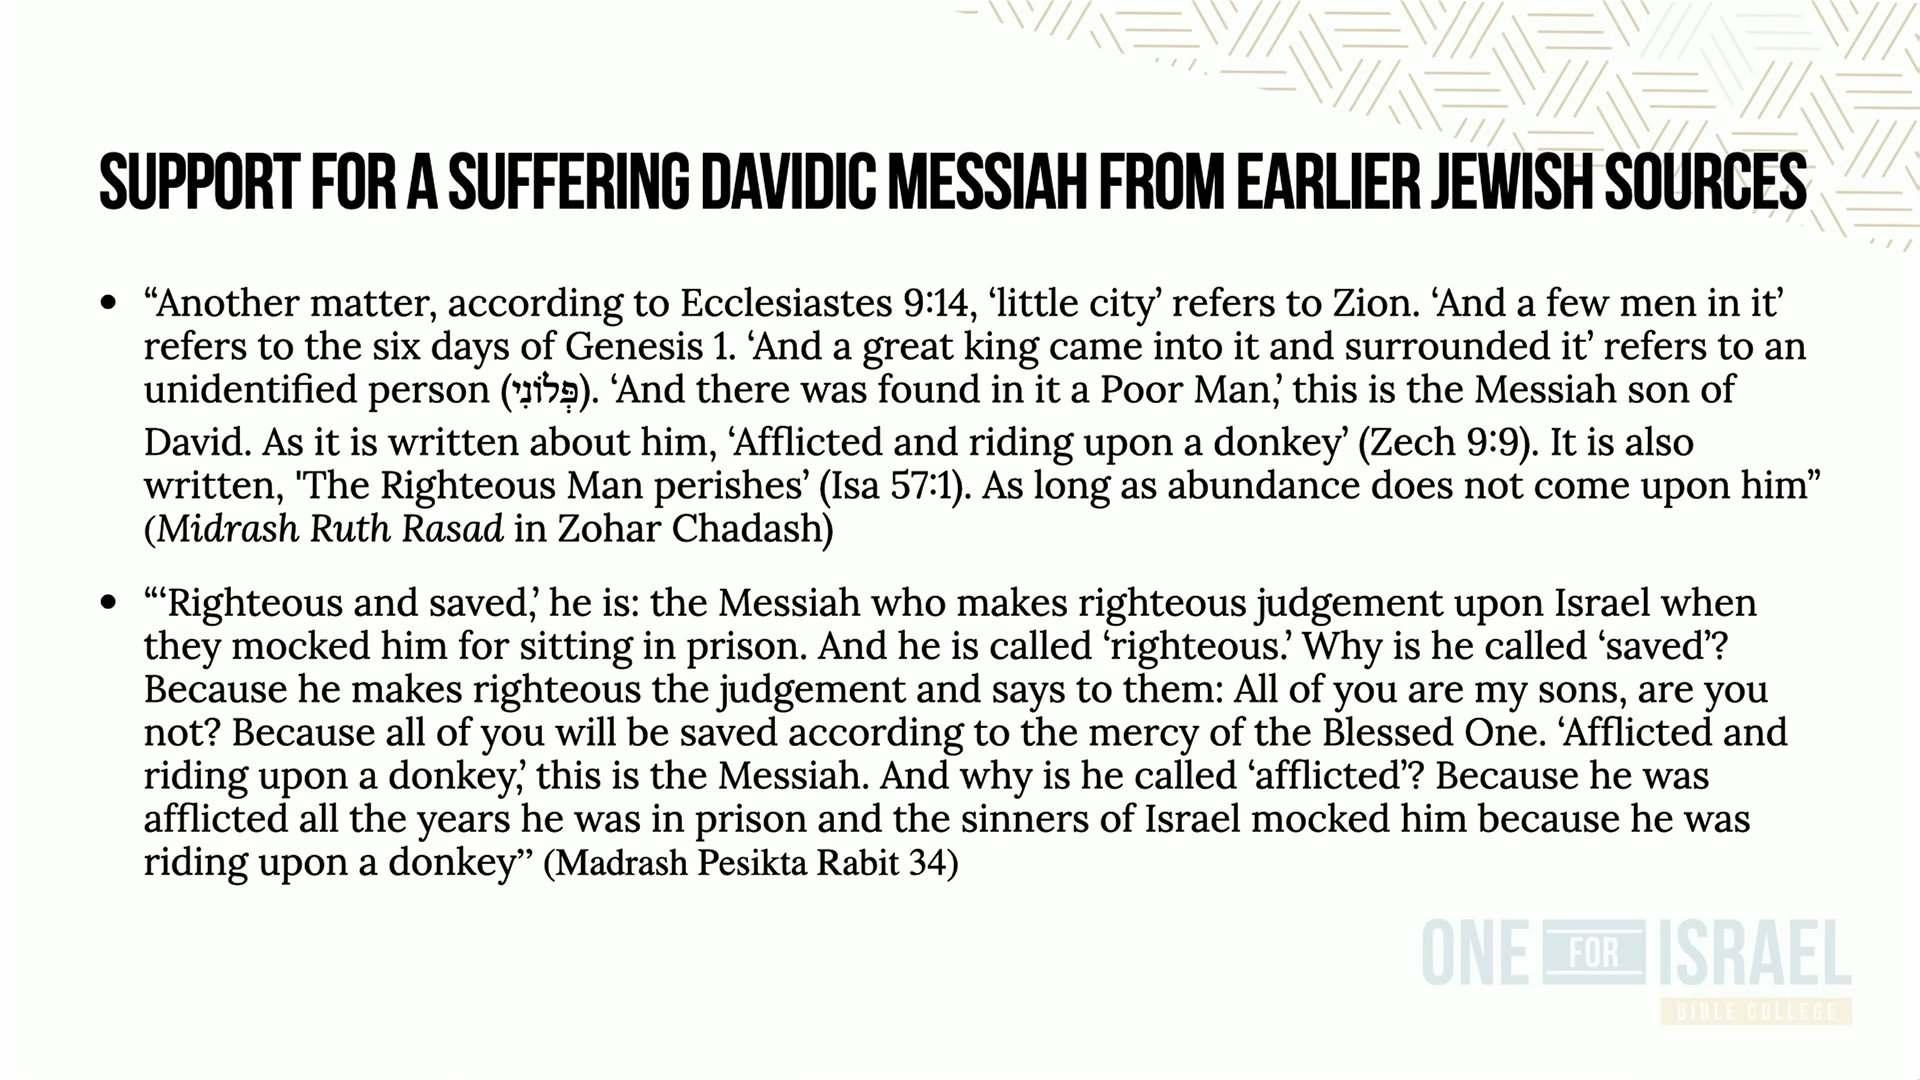 SUPPORT FOR A SUFFERING DAVIDIC MESSIAH FROM EARLIER JEWISH SOURCES
• “Another matter, according to Ecclesiastes 9:14, ‘little city’ refers to Zion. ‘And a few men in it’
refers to the six days of Genesis 1. ‘And a great king came into it and surrounded it’ refers to an
unidentified person (פְּלוֹנִי). ‘And there was found in it a Poor Man,’ this is the Messiah son of
David. As it is written about him, ‘Afflicted and riding upon a donkey’ (Zech 9:9). It is also
written, 'The Righteous Man perishes’ (Isa 57:1). As long as abundance does not come upon him”
(Midrash Ruth Rasad in Zohar Chadash)
• “‘Righteous and saved,’ he is: the Messiah who makes righteous judgement upon Israel when
they mocked him for sitting in prison. And he is called ‘righteous.’ Why is he called ‘saved’?
Because he makes righteous the judgement and says to them: All of you are my sons, are you
not? Because all of you will be saved according to the mercy of the Blessed One. ‘Afflicted and
riding upon a donkey,’ this is the Messiah. And why is he called ‘afflicted’? Because he was
afflicted all the years he was in prison and the sinners of Israel mocked him because he was
riding upon a donkey” (Madrash Pesikta Rabit 34)
ONE FOR ISRAEL
BIBLE COLLEGE